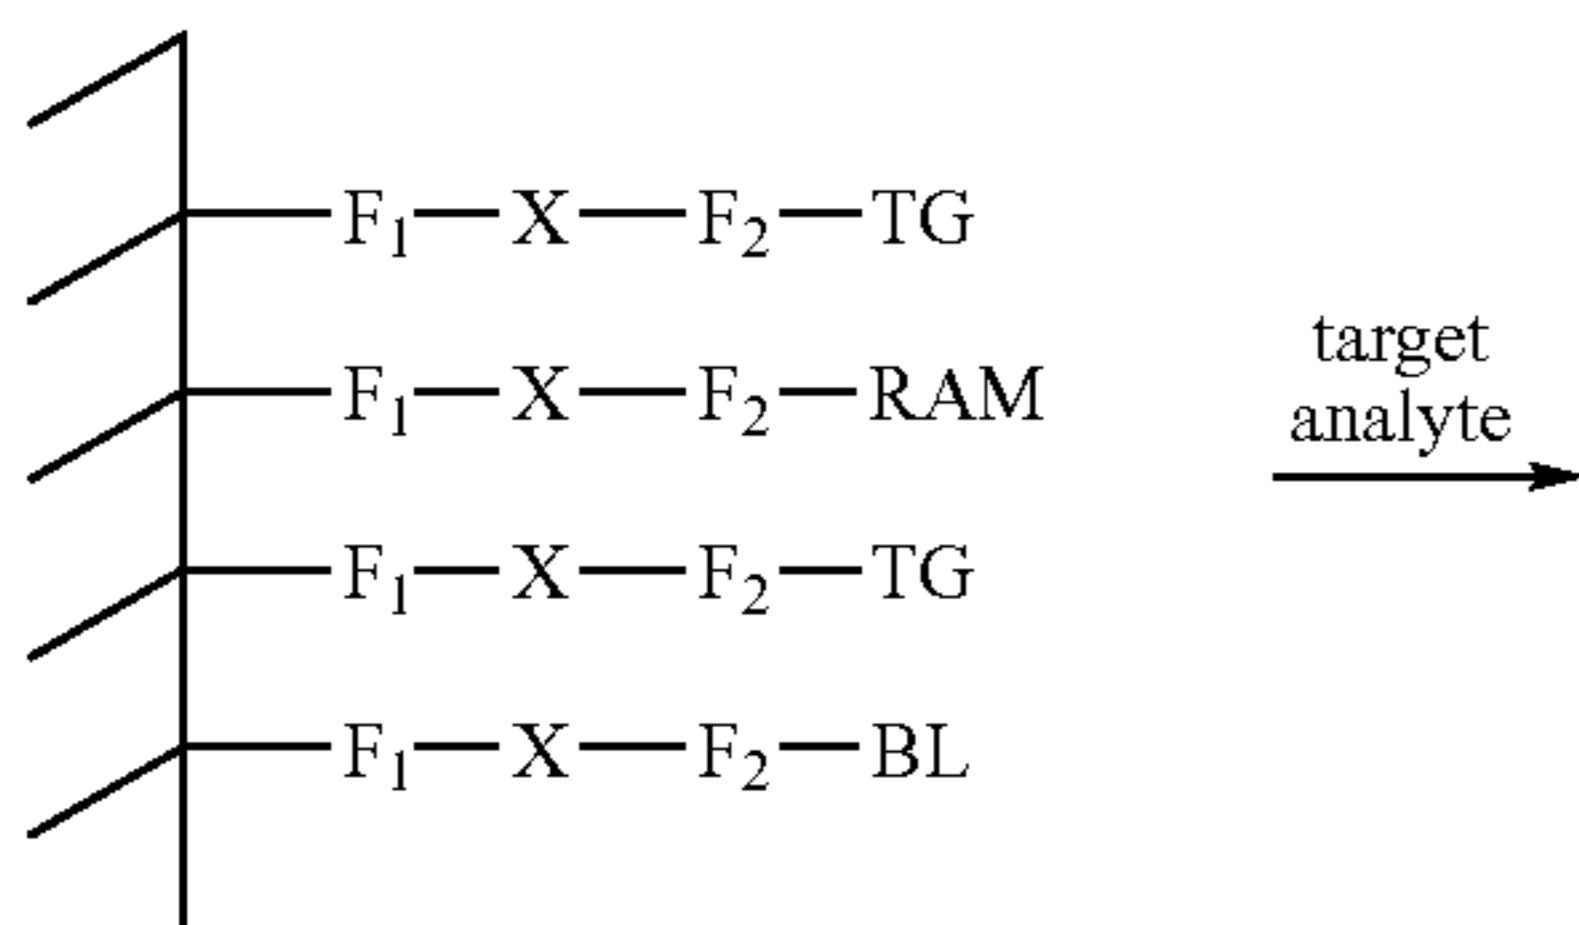 F₁—X—F₂—TG
F₁—X—F₂—RAM
target
analyte
F₁—X—F₂—TG
F₁—X—F₂—BL